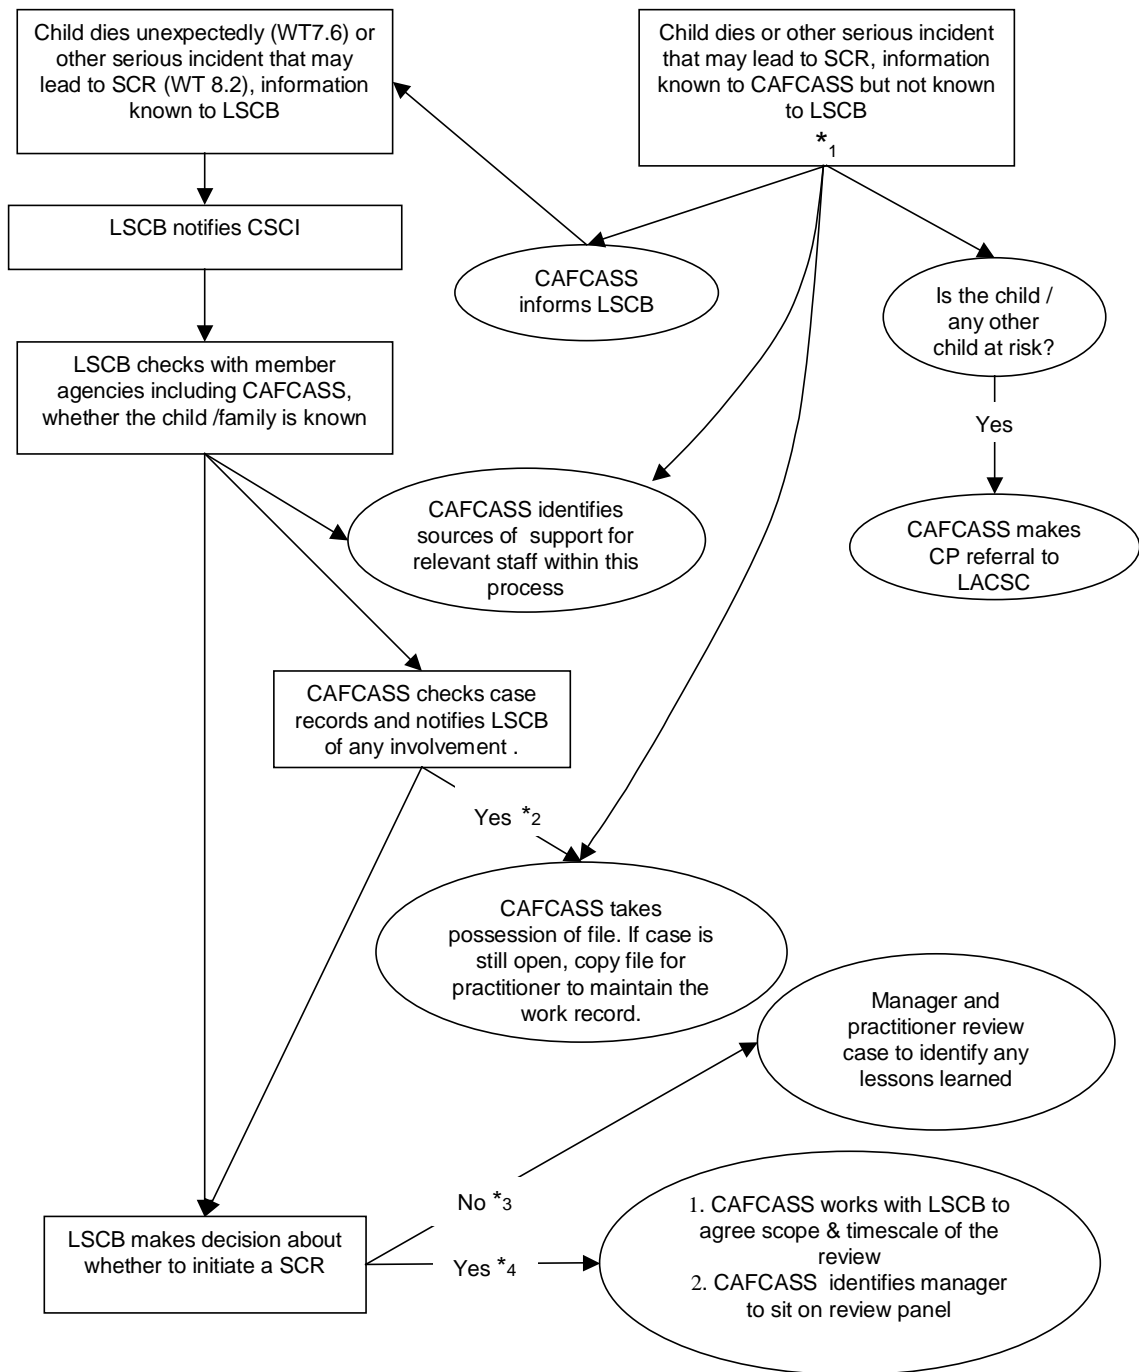 Child dies unexpectedly (WT7.6) or
other serious incident that may
lead to SCR (WT 8.2), information
known to LSCB
Child dies or other serious incident
that may lead to SCR, information
known to CAFCASS but not known
to LSCB
*1
LSCB notifies CSCI
CAFCASS
informs LSCB
Is the child /
any other
child at risk?
LSCB checks with member
agencies including CAFCASS,
whether the child /family is known
Yes
CAFCASS identifies
sources of  support for
relevant staff within this
process
CAFCASS makes
CP referral to
LACSC
CAFCASS checks case
records and notifies LSCB
of any involvement .
Yes *2
CAFCASS takes
possession of file. If case is
still open, copy file for
practitioner to maintain the
work record.
Manager and
practitioner review
case to identify any
lessons learned
No *3
LSCB makes decision about
whether to initiate a SCR
Yes *4
1. CAFCASS works with LSCB to
agree scope & timescale of the
review
2. CAFCASS  identifies manager
to sit on review panel